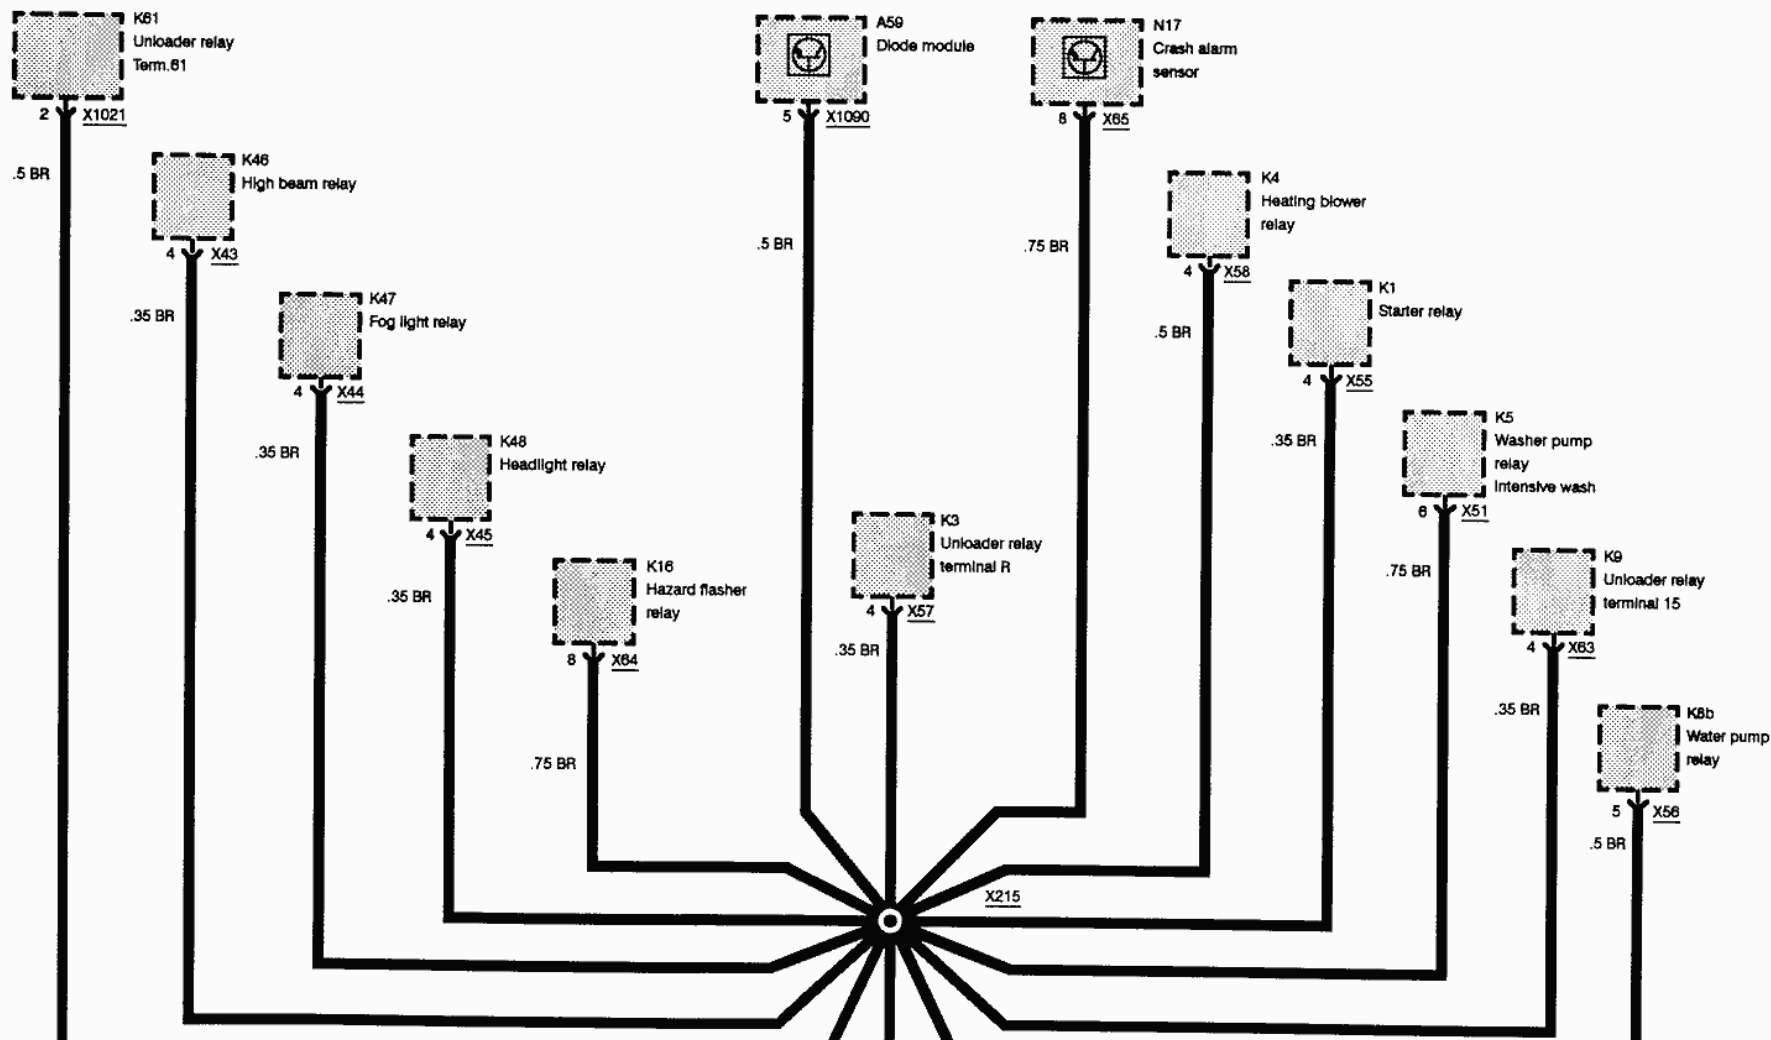 K61
Unloader relay
Term.61
2
X1021
.5 BR
K46
High beam relay
4
X43
.35 BR
K47
Fog light relay
4
X44
.35 BR
K48
Headlight relay
4
X45
.35 BR
K16
Hazard flasher
relay
8
X64
.75 BR
A59
Diode module
5
X1090
.5 BR
K3
Unloader relay
terminal R
4
X57
.35 BR
N17
Crash alarm
sensor
8
X65
.75 BR
K4
Heating blower
relay
4
X58
.5 BR
K1
Starter relay
4
X55
.35 BR
K5
Washer pump
relay
Intensive wash
6
X51
.75 BR
K9
Unloader relay
terminal 15
4
X63
.35 BR
K6b
Water pump
relay
5
X56
.5 BR
X215